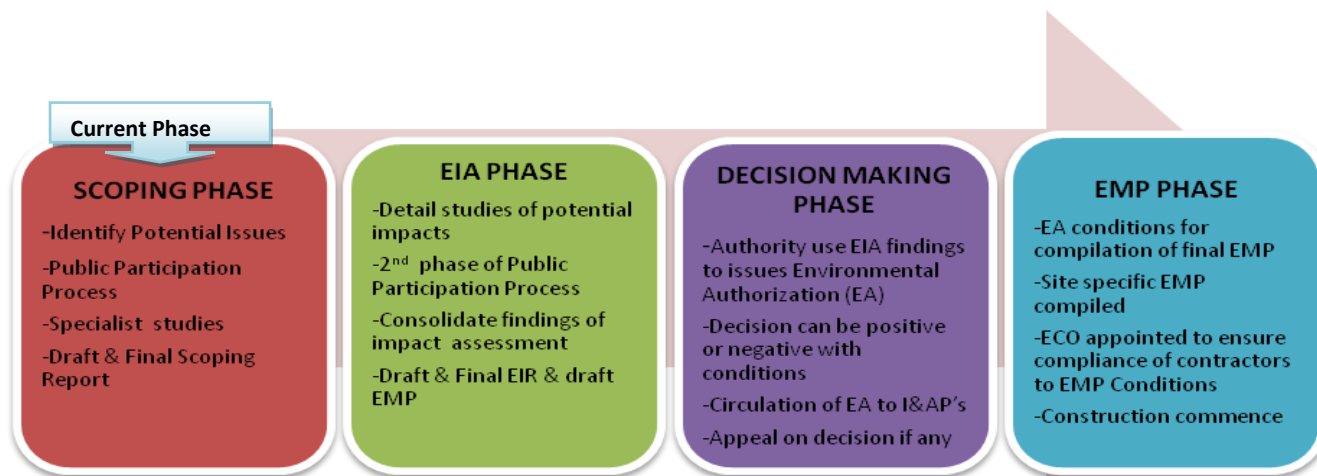 Current Phase
SCOPING PHASE
-Identify Potential Issues
-Public Participation
Process
-Specialist studies
-Draft & Final Scoping
Report
EIA PHASE
-Detail studies of potential
impacts
-2nd phase of Public
Participation Process
-Consolidate findings of
impact assessment
-Draft & Final EIR & draft
EMP
DECISION MAKING
PHASE
-Authority use EIA findings
to issues Environmental
Authorization (EA)
-Decision can be positive
or negative with
conditions
-Circulation of EA to I&AP's
-Appeal on decision if any
EMP PHASE
-EA conditions for
compilation of final EMP
-Site specific EMP
compiled
-ECO appointed to ensure
compliance of contractors
to EMP Conditions
-Construction commence